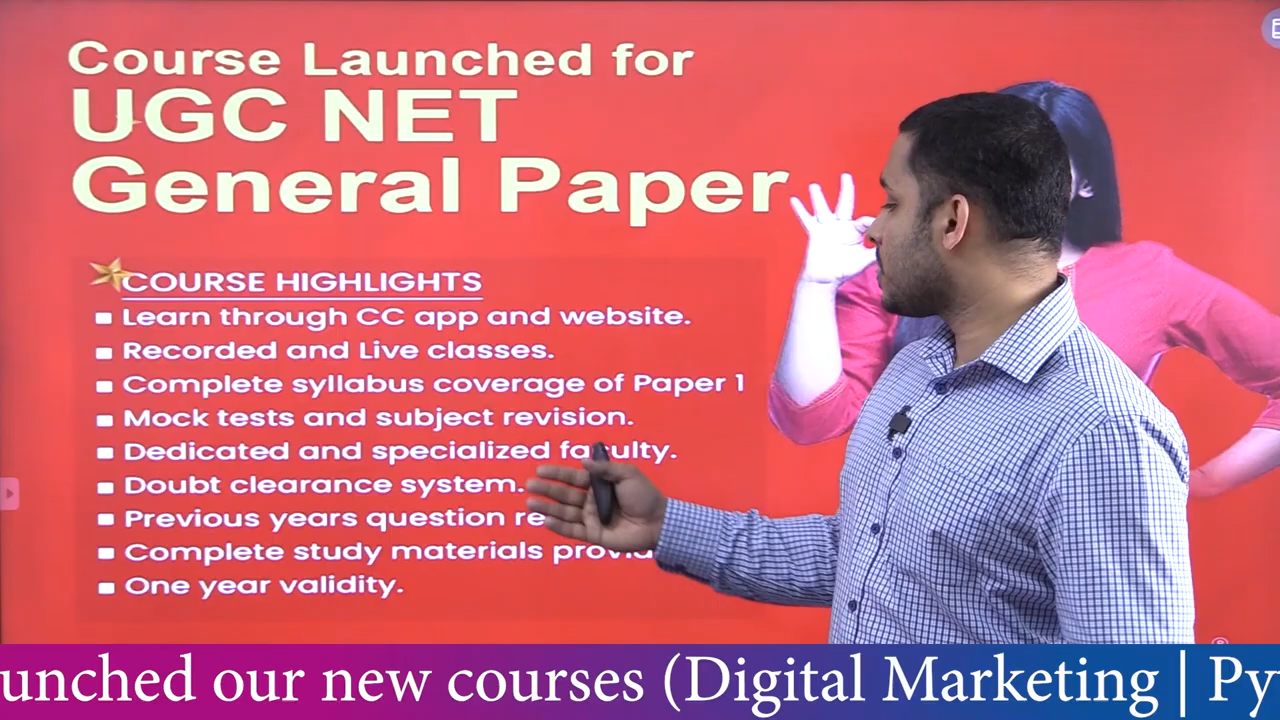 Course Launched for
UGC NET
General Paper
COURSE HIGHLIGHTS
Learn through CC app and website.
Recorded and Live classes.
Complete syllabus coverage of Paper 1
Mock tests and subject revision.
Dedicated and specialized faculty.
Doubt clearance system.
Previous years question
Complete study materials
One year validity.
our new courses (Digital Marketing |